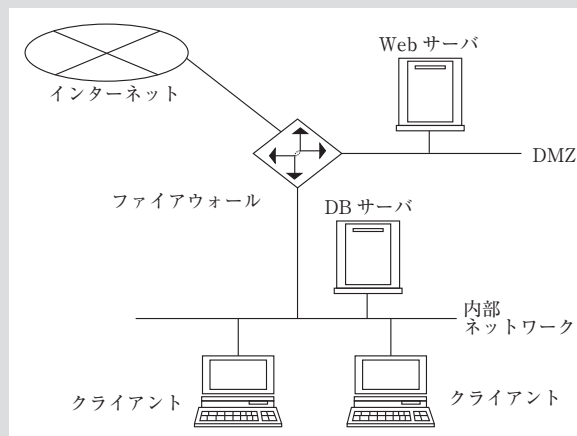 Web サーバ
インターネット
DMZ
ファイアウォール
DB サーバ
内部
ネットワーク
クライアント
クライアント